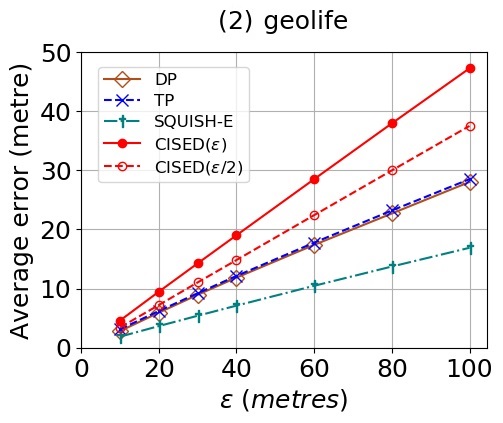 (2) geolife
Average error (metre)
50
40
30
20
10
0
DP
TP
SQUISH-E
CISED(ε)
CISED(ε/2)
0 20 40 60 80 100
ε (metres)